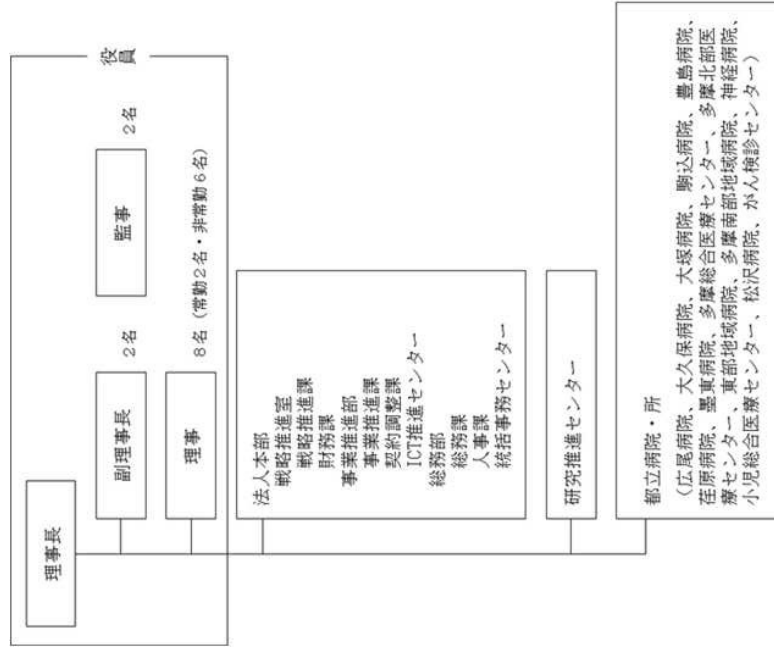 役員
理事長
副理事長
2名
監事
2名
理事
8名（常勤2名・非常勤6名）
法人本部
戦略推進室
戦略推進課
財務課
事業推進部
事業推進課
契約調整課
ICT推進センター
総務部
総務課
人事課
統括事務センター
研究推進センター
都立病院・所
（広尾病院、大久保病院、大塚病院、駒込病院、豊島病院、
荏原病院、墨東病院、多摩総合医療センター、多摩北部医
療センター、東部地域病院、多摩南部地域病院、神経病院、
小児総合医療センター、松沢病院、がん検診センター）